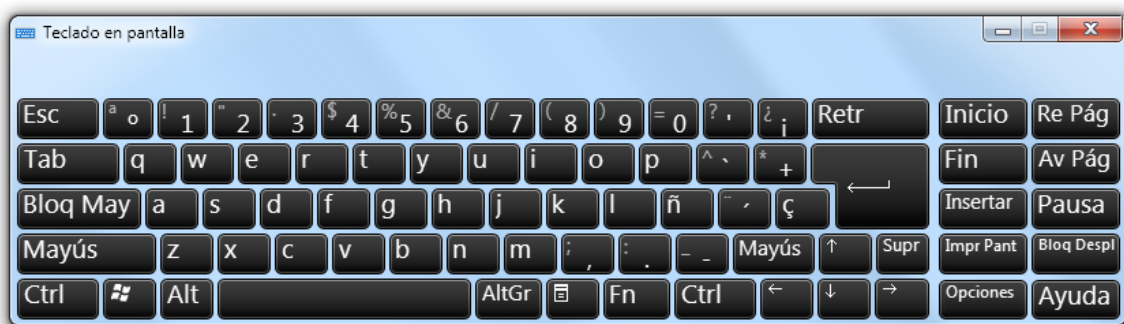 Teclado en pantalla
Esc ª º ! 1 " 2 · 3 $ 4 % 5 & 6 / 7 ( 8 ) 9 = 0 ? ' ¿ ¡ Retr Inicio Re Pág
Tab q w e r t y u i o p ^ ` * + Fin Av Pág
Bloq May a s d f g h j k l ñ ¨ ´ ç Insertar Pausa
Mayús z x c v b n m ; , : . _ - Mayús ↑ Supr Impr Pant Bloq Despl
Ctrl Alt AltGr Fn Ctrl ← ↓ → Opciones Ayuda